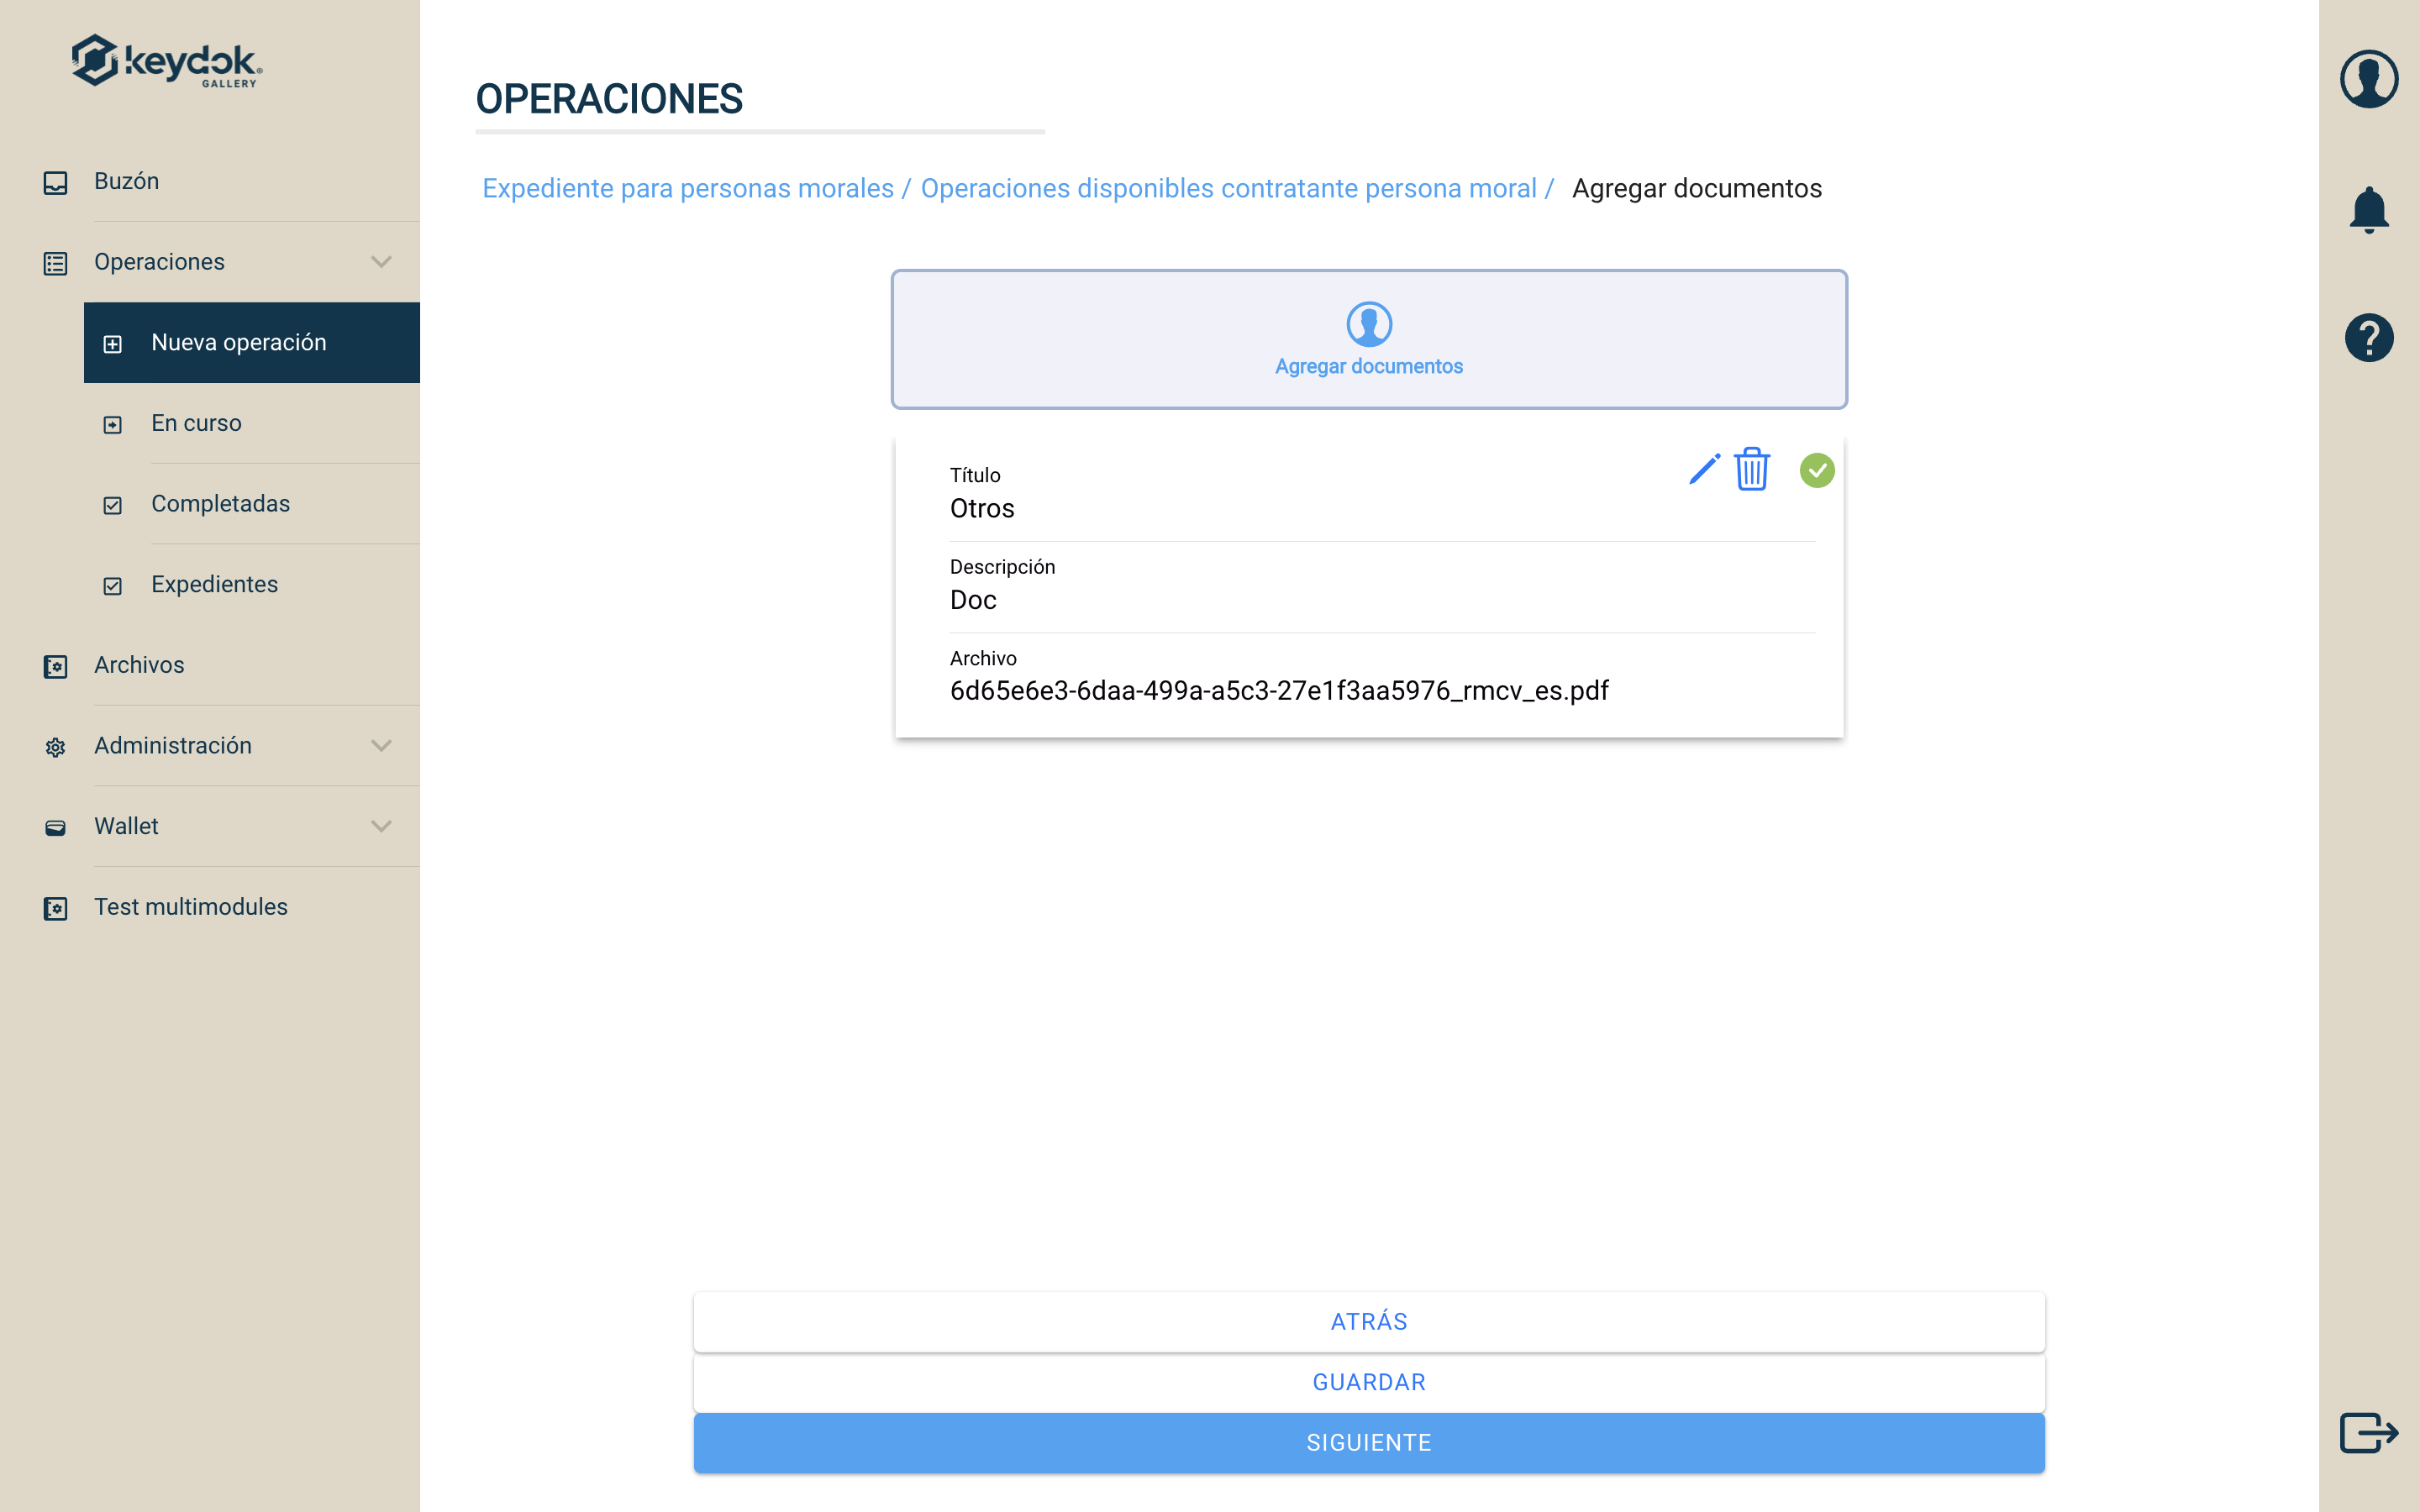 keydok®
GALLERY
Buzón
Operaciones
Nueva operación
En curso
Completadas
Expedientes
Archivos
Administración
Wallet
Test multimodules
OPERACIONES
Expediente para personas morales / Operaciones disponibles contratante persona moral / Agregar documentos
Agregar documentos
Título
Otros
Descripción
Doc
Archivo
6d65e6e3-6daa-499a-a5c3-27e1f3aa5976_rmcv_es.pdf
ATRÁS
GUARDAR
SIGUIENTE